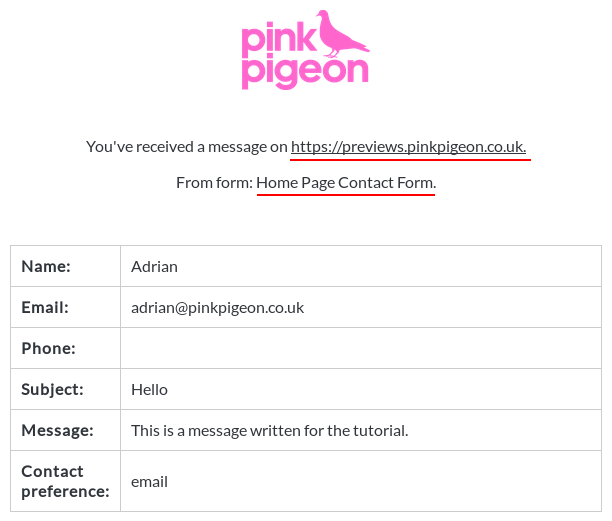 pink
pigeon
You've received a message on https://previews.pinkpigeon.co.uk.
From form: Home Page Contact Form.
Name: Adrian
Email: adrian@pinkpigeon.co.uk
Phone:
Subject: Hello
Message: This is a message written for the tutorial.
Contact
preference: email